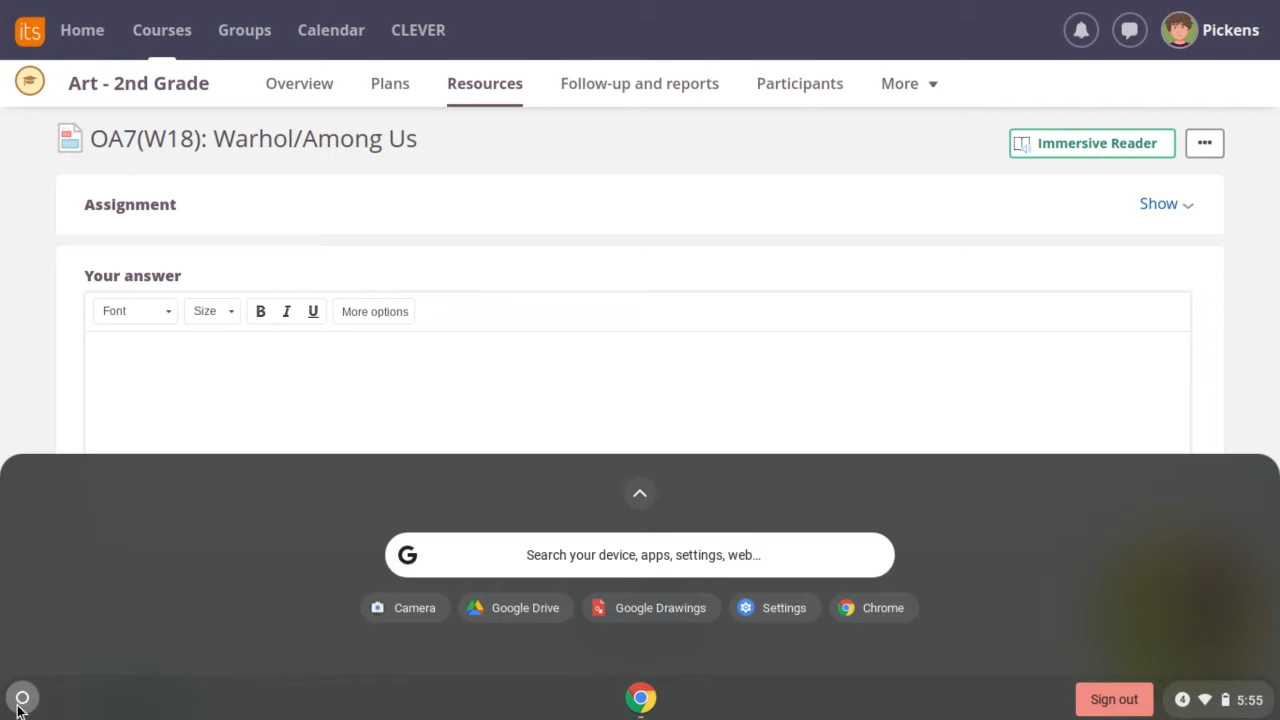 its Home Courses Groups Calendar CLEVER Pickens
Art - 2nd Grade Overview Plans Resources Follow-up and reports Participants More
OA7(W18): Warhol/Among Us
Immersive Reader
Assignment
Show
Your answer
Font Size B I U More options
G Search your device, apps, settings, web...
Camera Google Drive Google Drawings Settings Chrome
Sign out 4 5:55